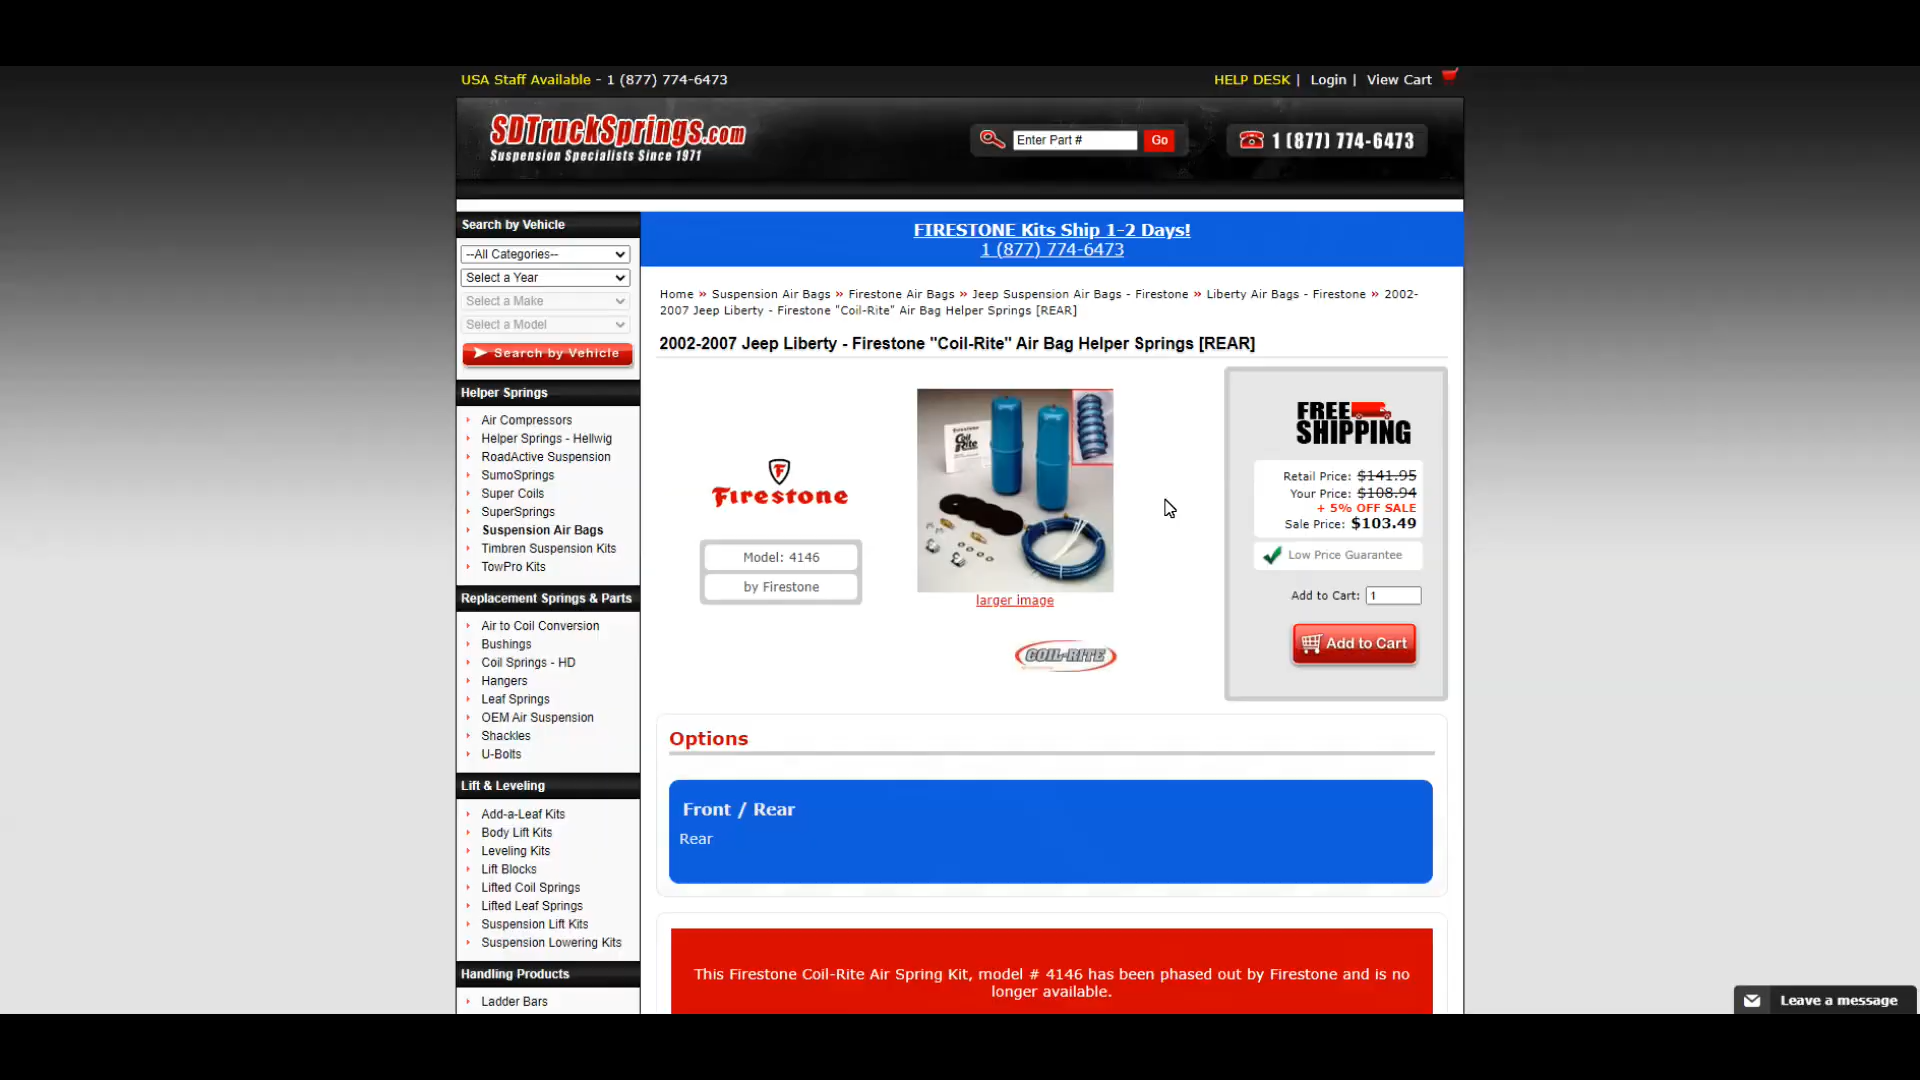 USA Staff Available - 1 (877) 774-6473
HELP DESK | Login | View Cart
SDTruckSprings.com
Suspension Specialists Since 1971
Enter Part #
Go
1 (877) 774-6473
Search by Vehicle
--All Categories--
Select a Year
Select a Make
Select a Model
Search by Vehicle
Helper Springs
Air Compressors
Helper Springs - Hellwig
RoadActive Suspension
SumoSprings
Super Coils
SuperSprings
Suspension Air Bags
Timbren Suspension Kits
TowPro Kits
Replacement Springs & Parts
Air to Coil Conversion
Bushings
Coil Springs - HD
Hangers
Leaf Springs
OEM Air Suspension
Shackles
U-Bolts
Lift & Leveling
Add-a-Leaf Kits
Body Lift Kits
Leveling Kits
Lift Blocks
Lifted Coil Springs
Lifted Leaf Springs
Suspension Lift Kits
Suspension Lowering Kits
Handling Products
Ladder Bars
FIRESTONE Kits Ship 1-2 Days!
1 (877) 774-6473
Home » Suspension Air Bags » Firestone Air Bags » Jeep Suspension Air Bags - Firestone » Liberty Air Bags - Firestone » 2002-
2007 Jeep Liberty - Firestone "Coil-Rite" Air Bag Helper Springs [REAR]
2002-2007 Jeep Liberty - Firestone "Coil-Rite" Air Bag Helper Springs [REAR]
Firestone
Model: 4146
by Firestone
Coil
Rite
larger image
COIL-RITE
FREE
SHIPPING
Retail Price: $141.95
Your Price: $108.94
+ 5% OFF SALE
Sale Price: $103.49
Low Price Guarantee
Add to Cart: 1
Add to Cart
Options
Front / Rear
Rear
This Firestone Coil-Rite Air Spring Kit, model # 4146 has been phased out by Firestone and is no
longer available.
Leave a message